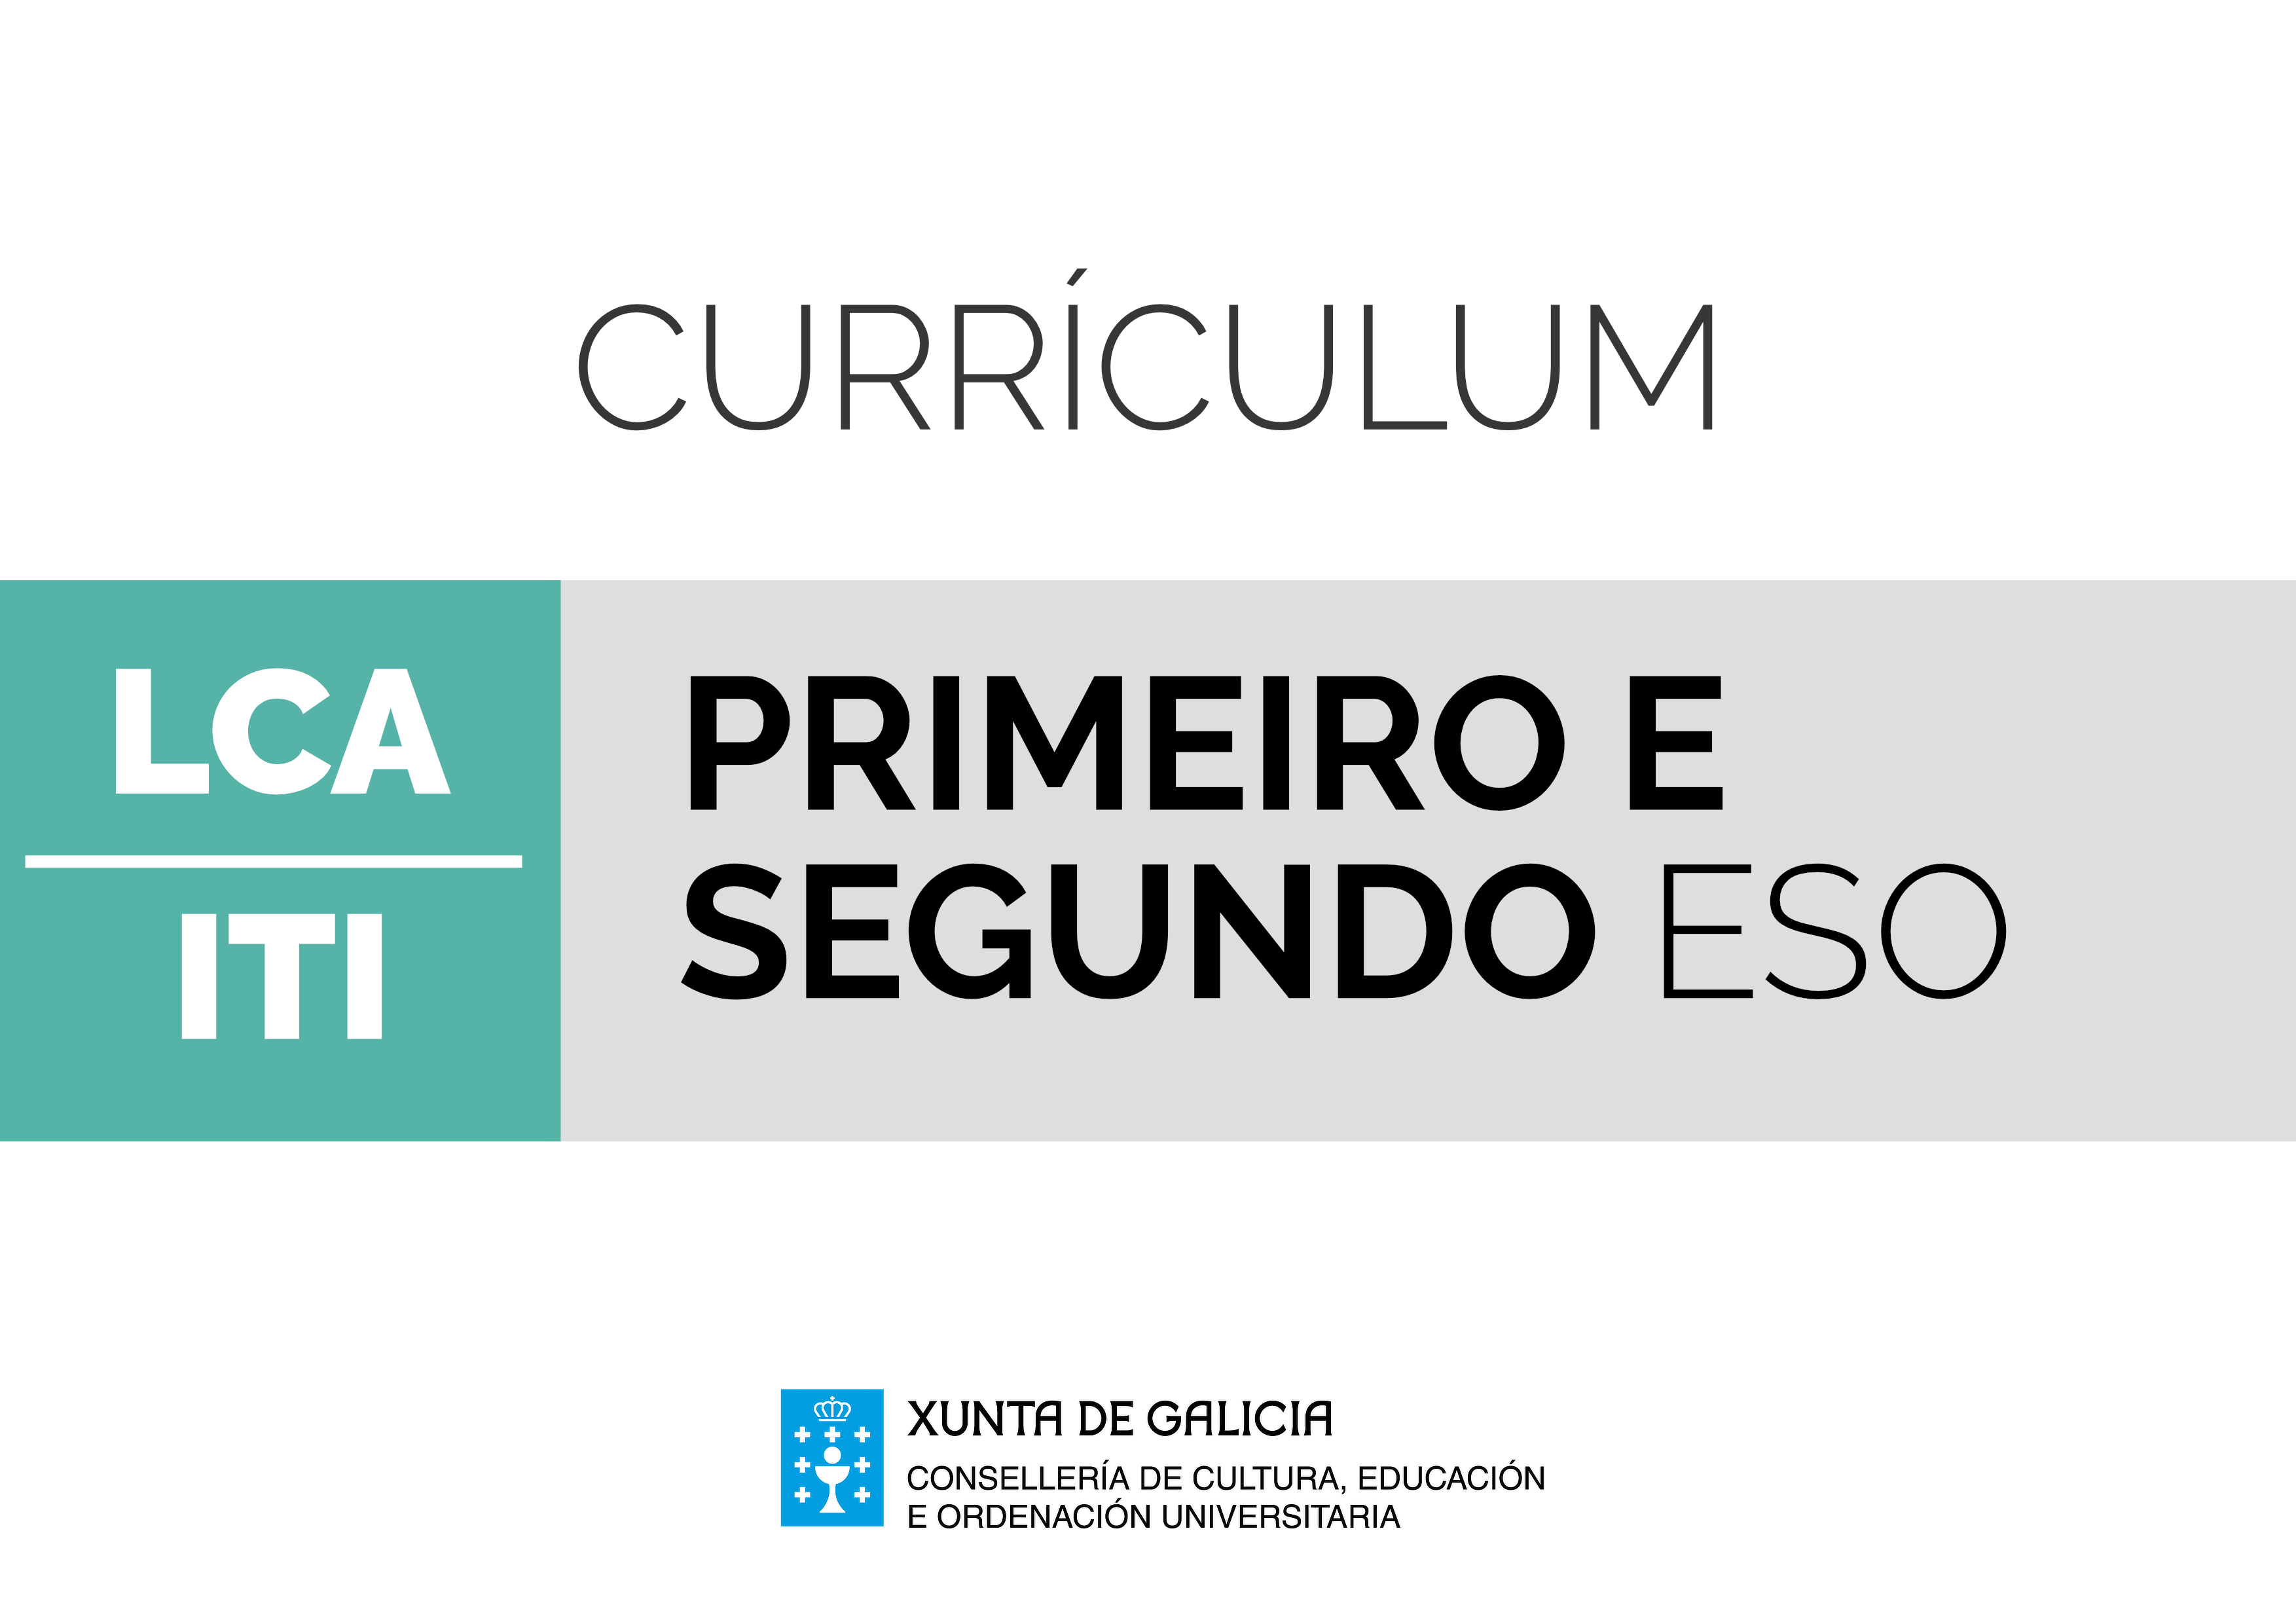 CURRÍCULUM
LCA
ITI
PRIMEIRO E
SEGUNDO ESO
XUNTA DE GALICIA
CONSELLERÍA DE CULTURA, EDUCACIÓN
E ORDENACIÓN UNIVERSITARIA